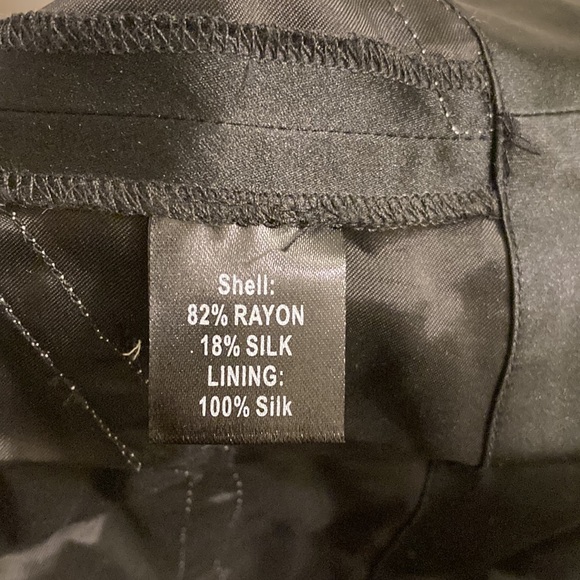 Shell:
82% RAYON
18% SILK
LINING:
100% Silk